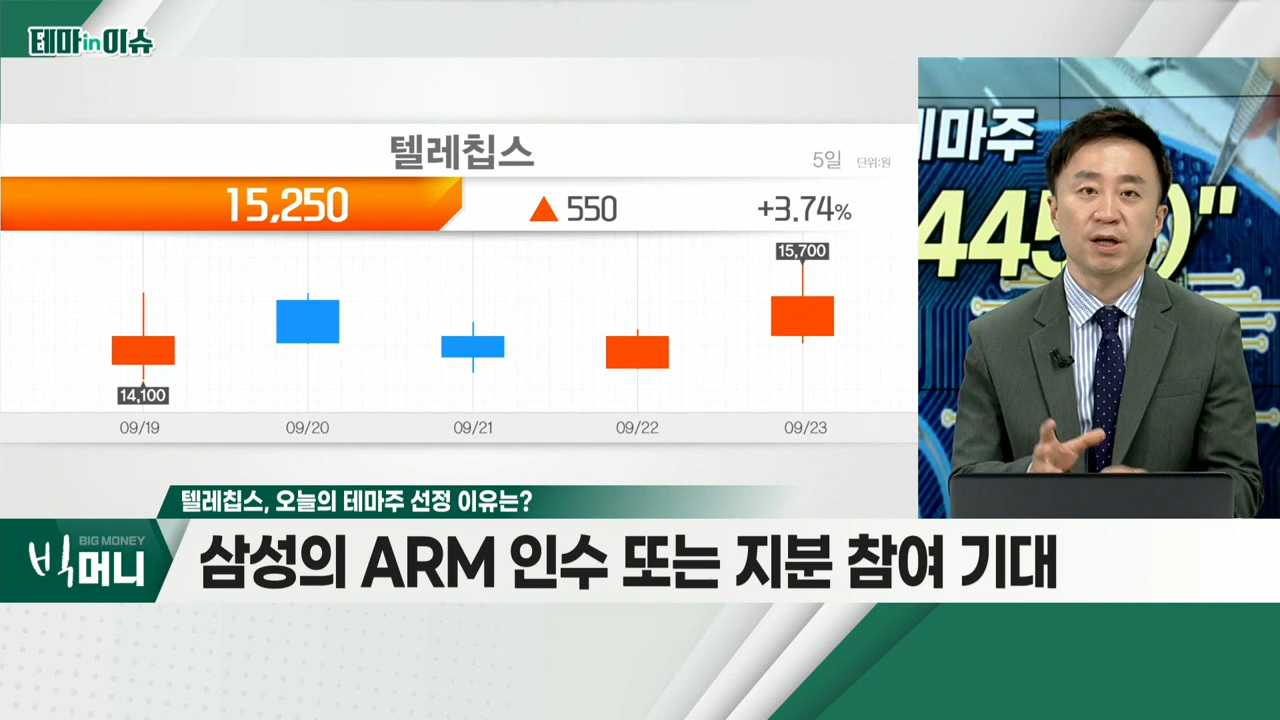 테마in이슈
텔레칩스
5일 단위:원
15,250 ▲ 550 +3.74%
15,700
14,100
09/19 09/20 09/21 09/22 09/23
테마주
텔레칩스, 오늘의 테마주 선정 이유는?
BIG MONEY
빅머니
삼성의 ARM 인수 또는 지분 참여 기대